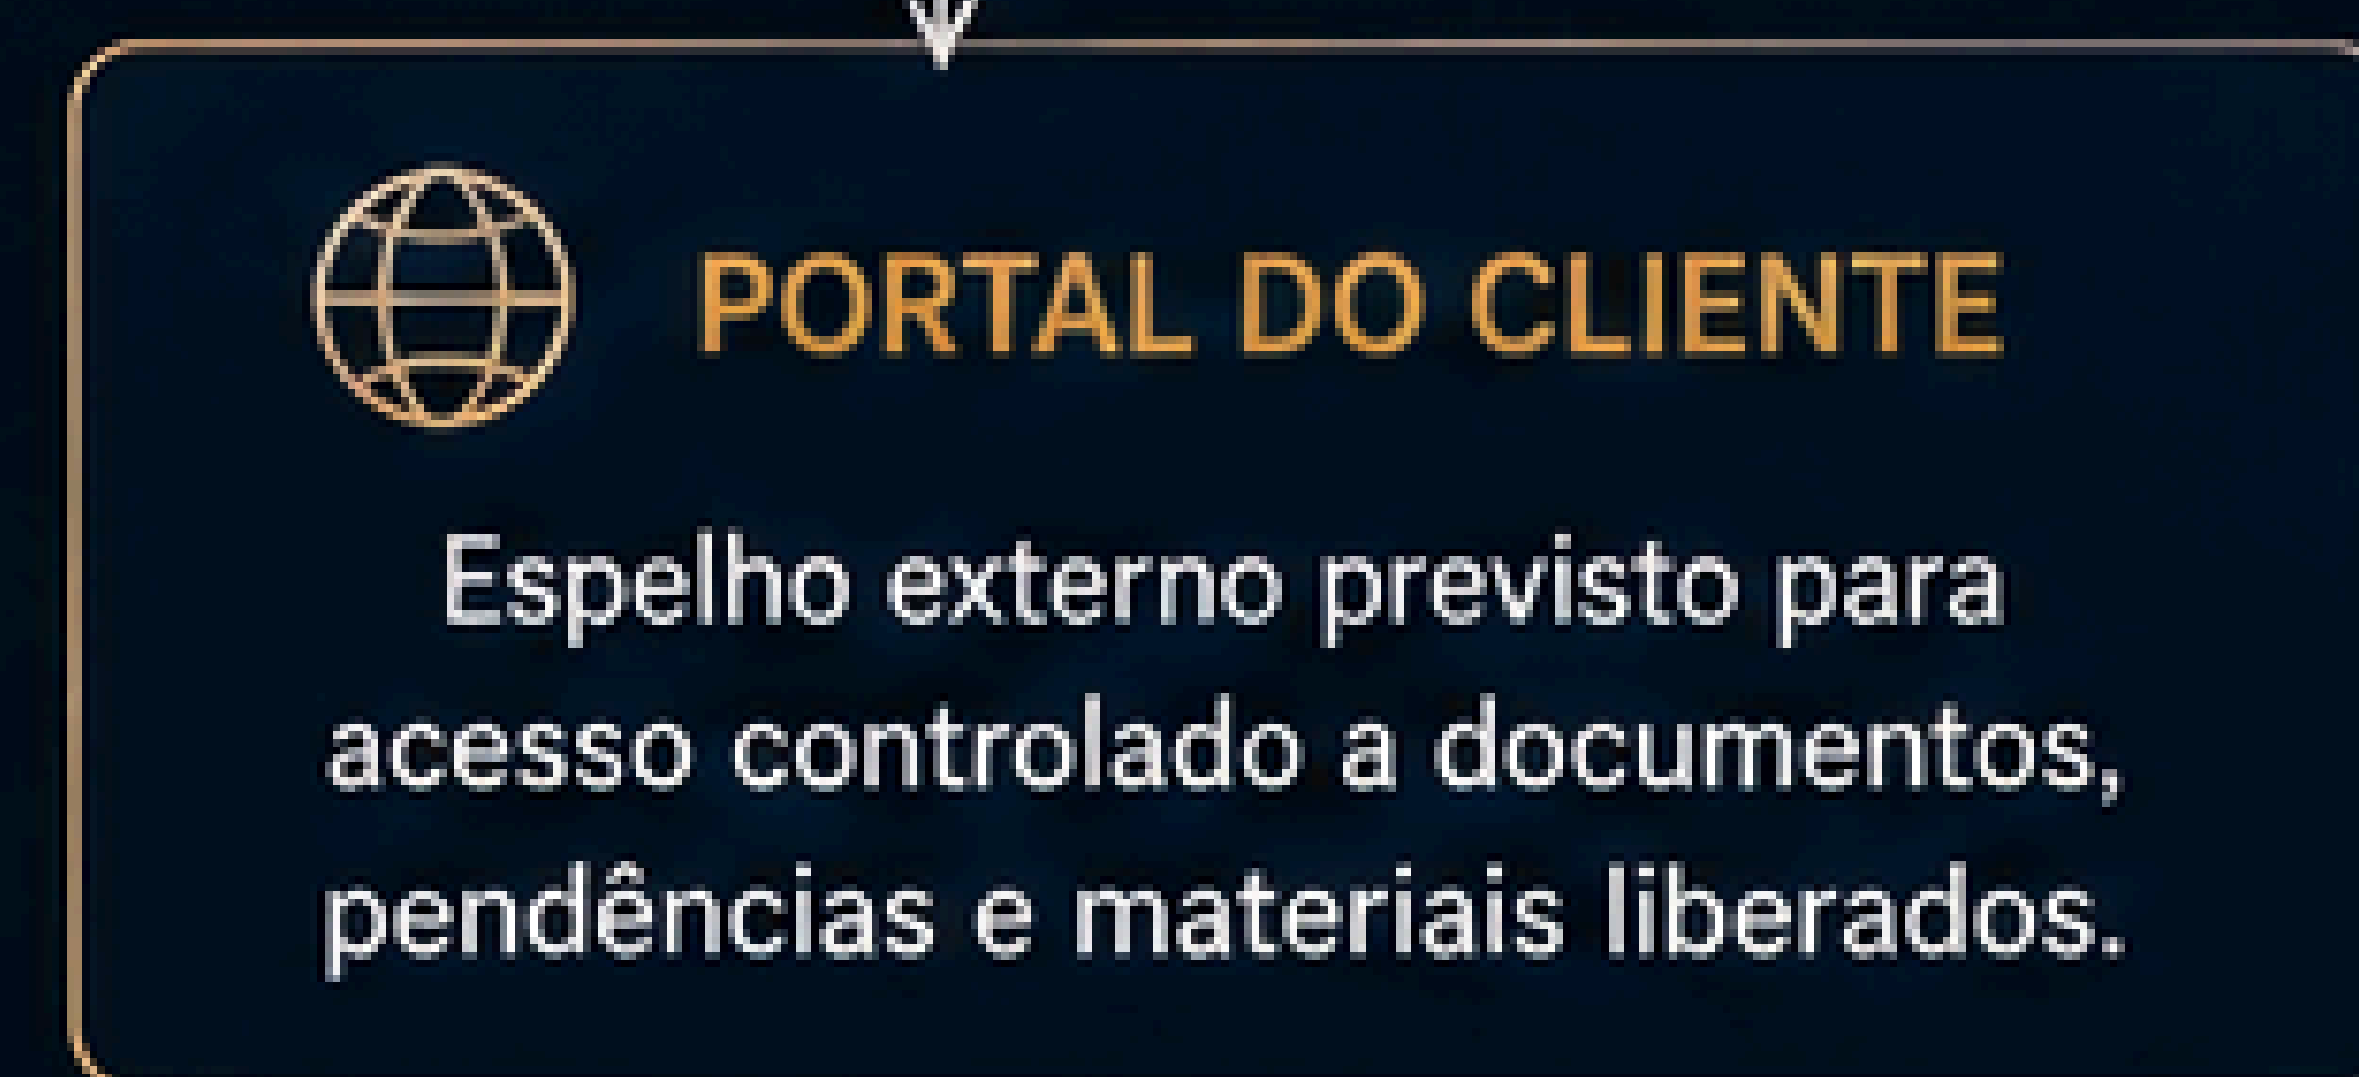 PORTAL DO CLIENTE
Espelho externo previsto para
acesso controlado a documentos,
pendências e materiais liberados.